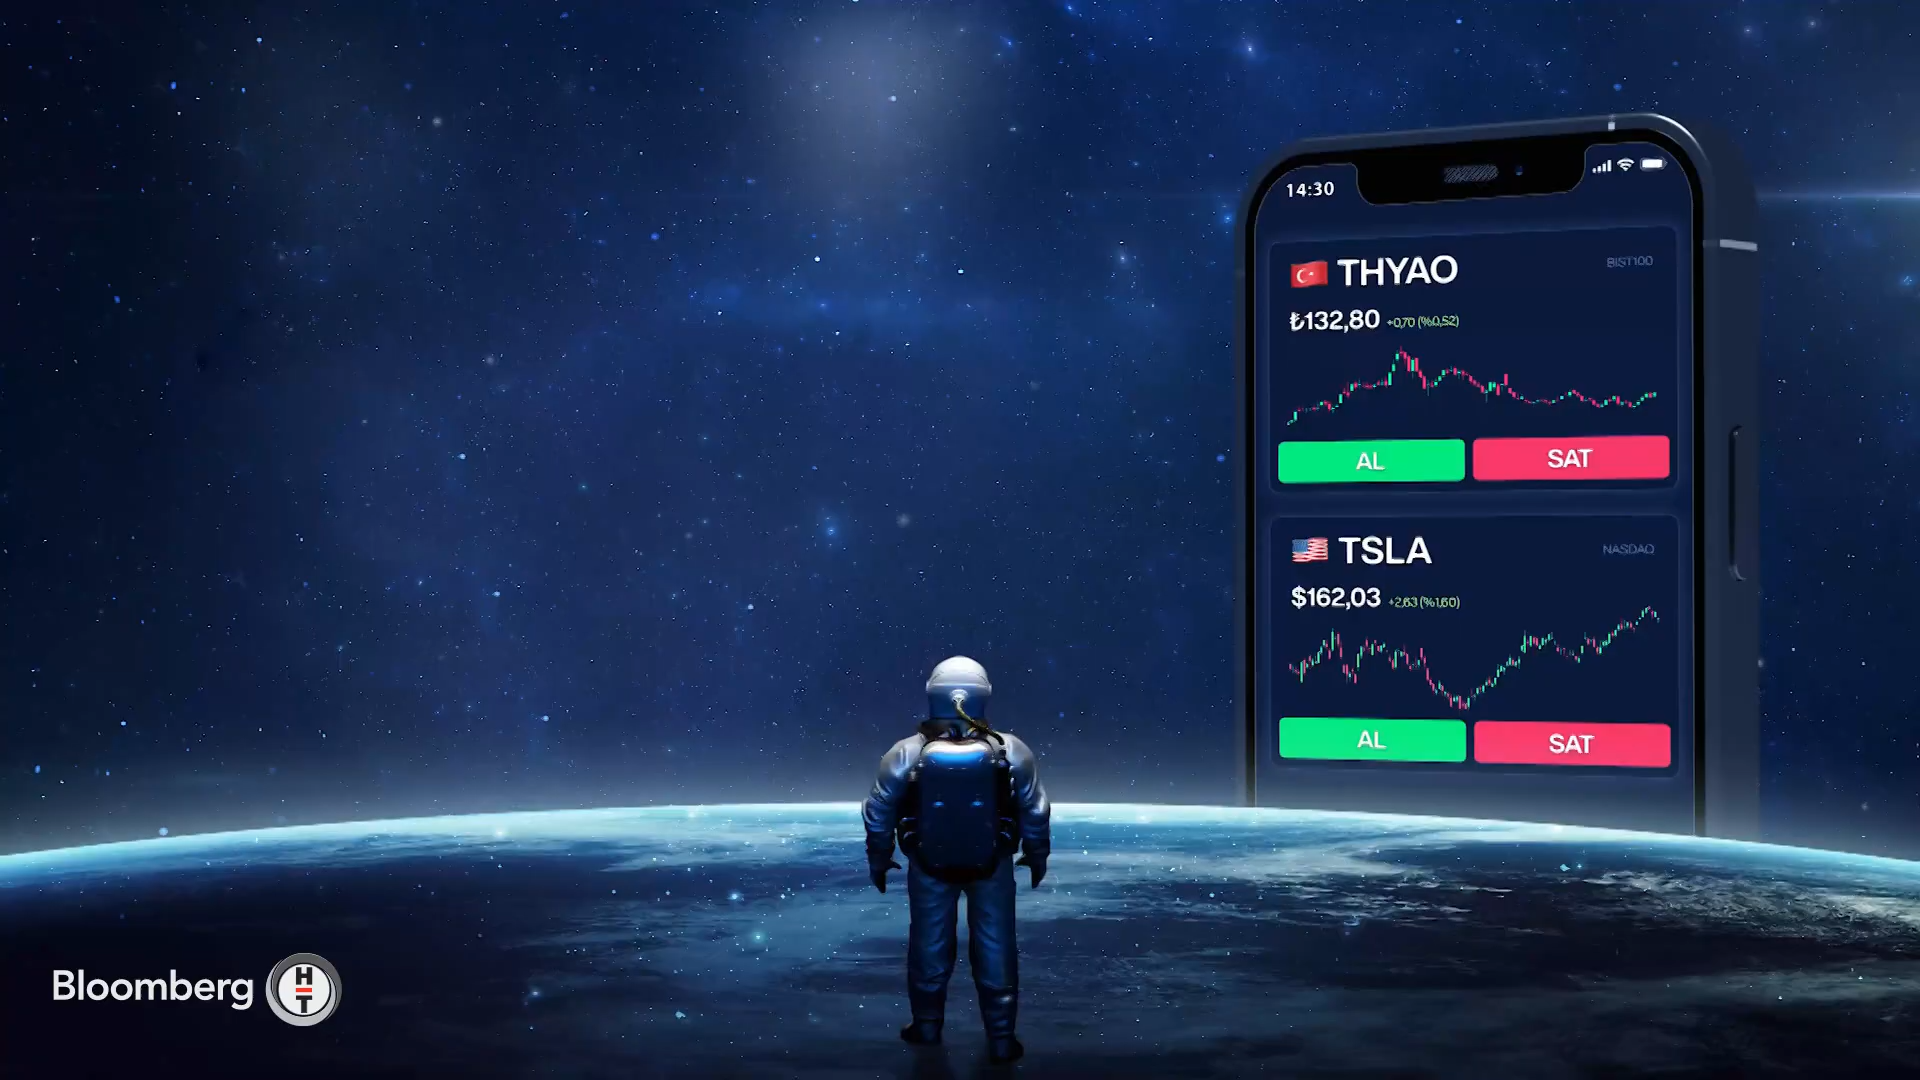 14:30
THYAO
BIST100
₺132,80 +0,70 (%0,52)
AL
SAT
TSLA
NASDAQ
$162,03 +2,63 (%1,60)
AL
SAT
Bloomberg HT